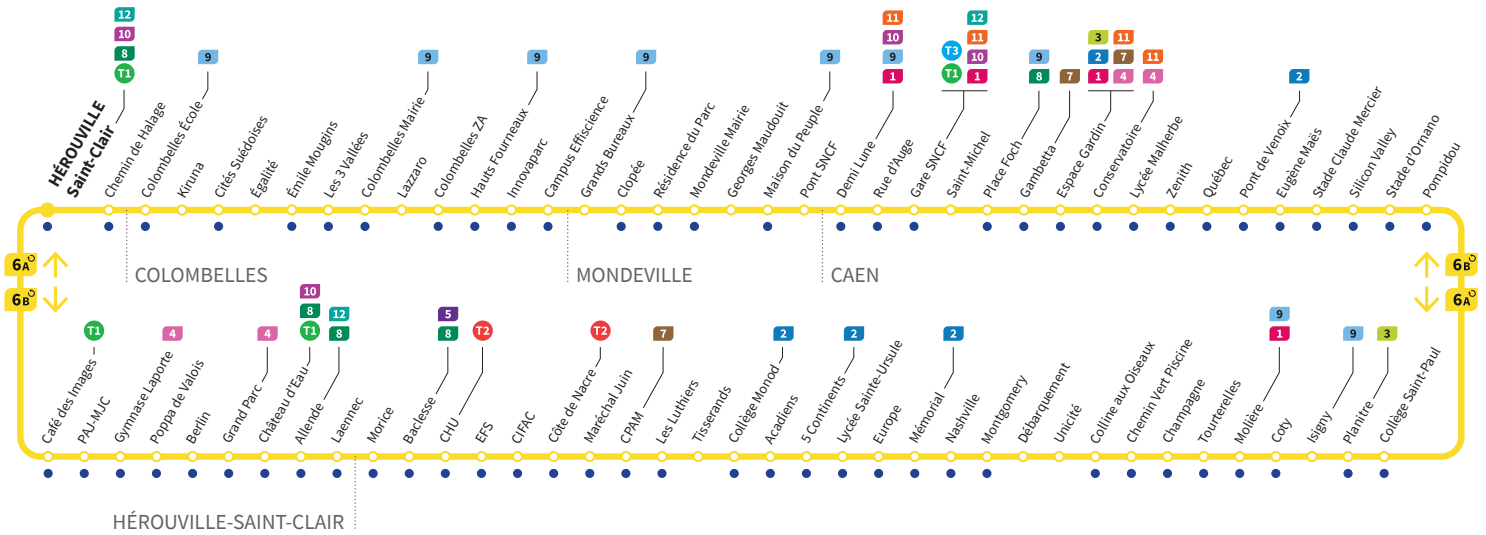 12
10
8
T1
9
9
9
9
9
11
10
9
1
T3
T1
12
11
10
1
9
8
7
3
2
1
11
7
4
11
4
2
HÉROUVILLE
Saint-Clair
Chemin de Halage
Colombelles École
Kiruna
Cités Suédoises
Égalité
Émile Mougins
Les 3 Vallées
Colombelles Mairie
Lazzaro
Colombelles ZA
Hauts Fourneaux
Innovaparc
Campus Effiscience
Grands Bureaux
Clopée
Résidence du Parc
Mondeville Mairie
Georges Maudouit
Maison du Peuple
Pont SNCF
Demi Lune
Rue d'Auge
Gare SNCF
Saint-Michel
Place Foch
Gambetta
Espace Gardin
Conservatoire
Lycée Malherbe
Zenith
Québec
Pont de Venoix
Eugène Maës
Stade Claude Mercier
Silicon Valley
Stade d'Ornano
Pompidou
6A
6B
COLOMBELLES
MONDEVILLE
CAEN
6B
6A
T1
4
4
10
8
T1
12
8
5
8
T2
T2
7
2
2
2
9
1
9
3
Café des Images
PAJ-MJC
Gymnase Laporte
Poppa de Valois
Berlin
Grand Parc
Château d'Eau
Allende
Laennec
Morice
Baclesse
CHU
EFS
CIFAC
Côte de Nacre
Maréchal Juin
CPAM
Les Luthiers
Tisserands
Collège Monod
Acadiens
5 Continents
Lycée Sainte-Ursule
Europe
Mémorial
Nashville
Montgomery
Débarquement
Unicité
Colline aux Oiseaux
Chemin Vert Piscine
Champagne
Tourterelles
Molière
Coty
Isigny
Planitre
Collège Saint-Paul
HÉROUVILLE-SAINT-CLAIR